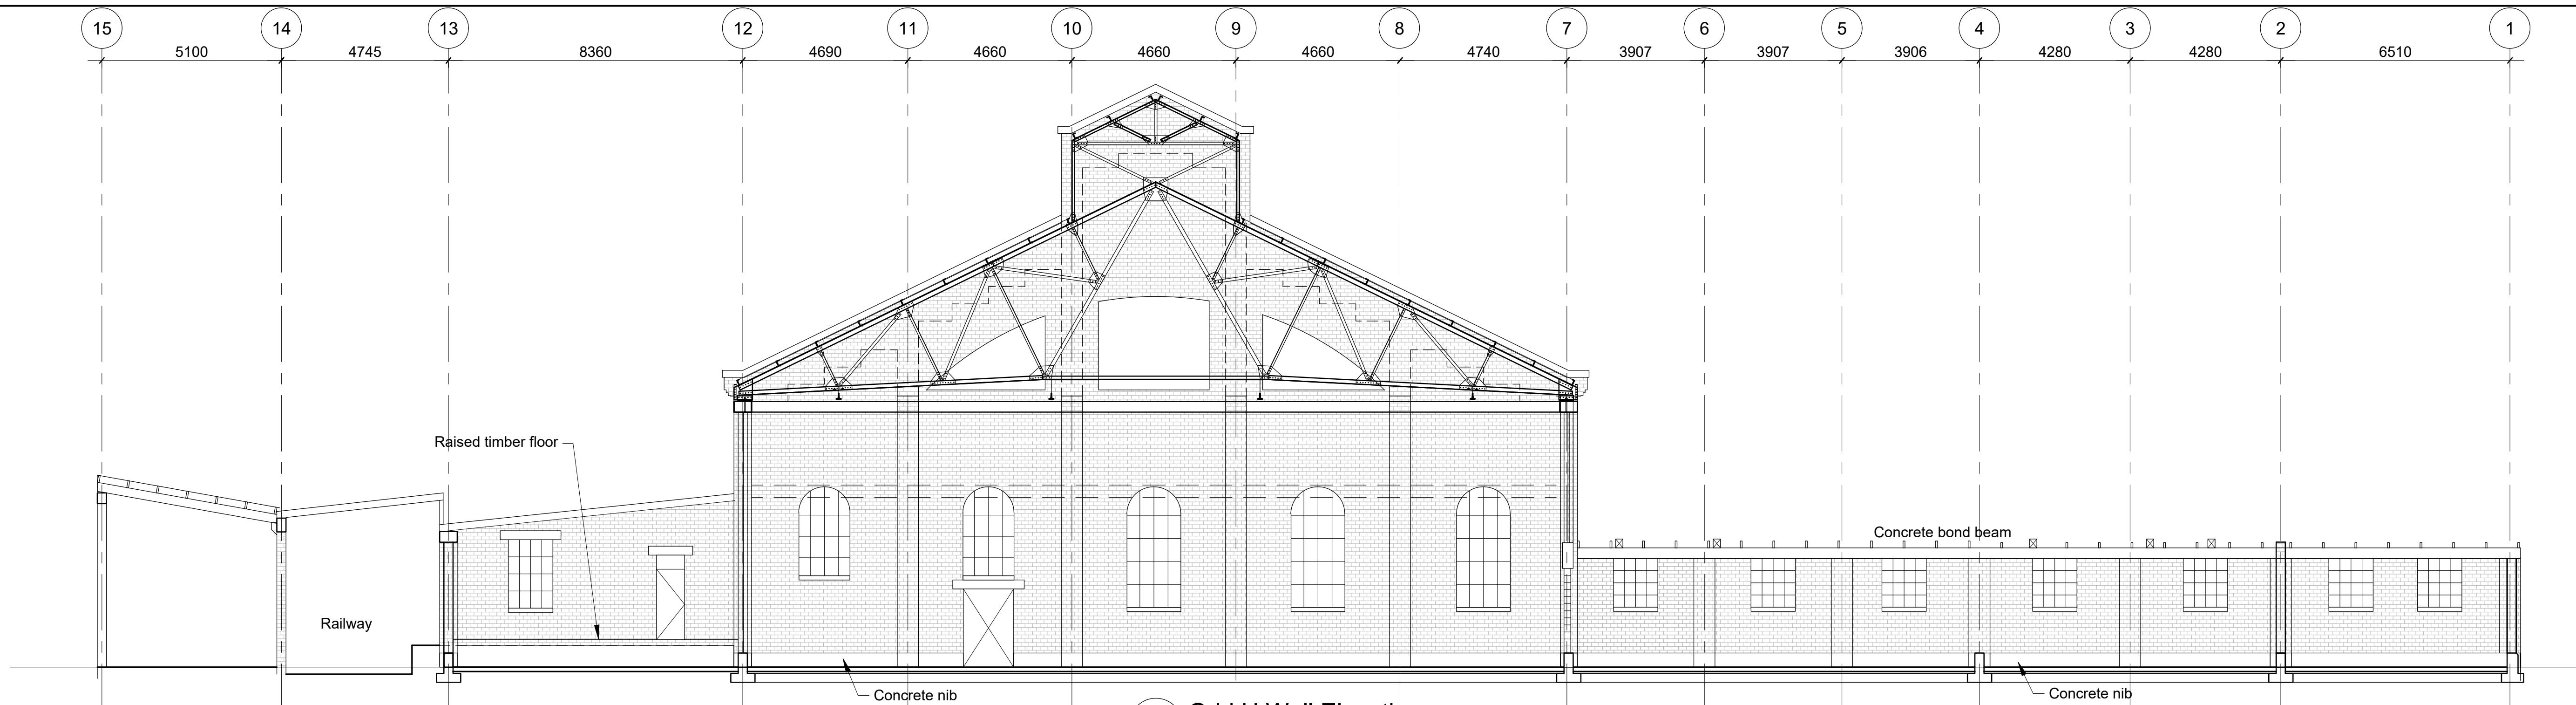 15 14 13 12 11 10 9 8 7 6 5 4 3 2 1
5100 4745 8360 4690 4660 4660 4660 4740 3907 3907 3906 4280 4280 6510
Raised timber floor
Concrete bond beam
Railway
Concrete nib
Concrete nib